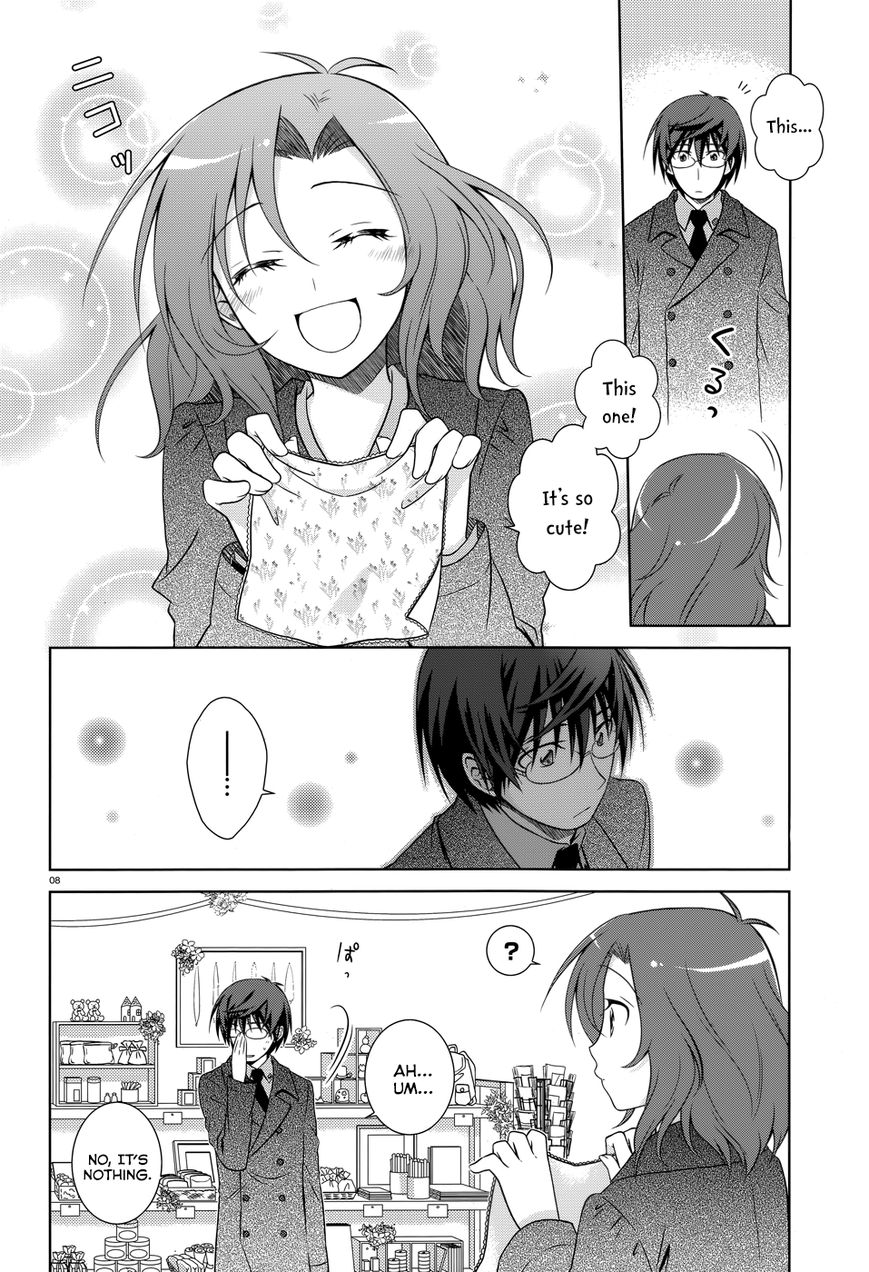 This...
くるっ
This
one!
It's so
cute!
ニコッ
!...
08
?
ぱっ
AH...
UM...
NO, IT'S
NOTHING.